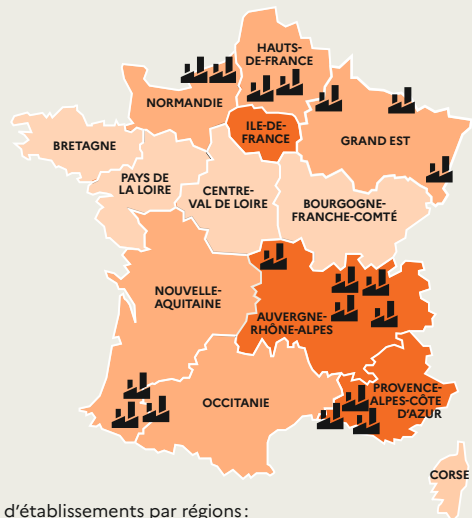 HAUTS-
DE-FRANCE
NORMANDIE
ILE-DE-
FRANCE
GRAND EST
BRETAGNE
PAYS DE
LA LOIRE
CENTRE-
VAL DE LOIRE
BOURGOGNE-
FRANCHE-COMTÉ
NOUVELLE-
AQUITAINE
AUVERGNE-
RHÔNE-ALPES
OCCITANIE
PROVENCE-
ALPES-CÔTE
D'AZUR
CORSE
d'établissements par régions :